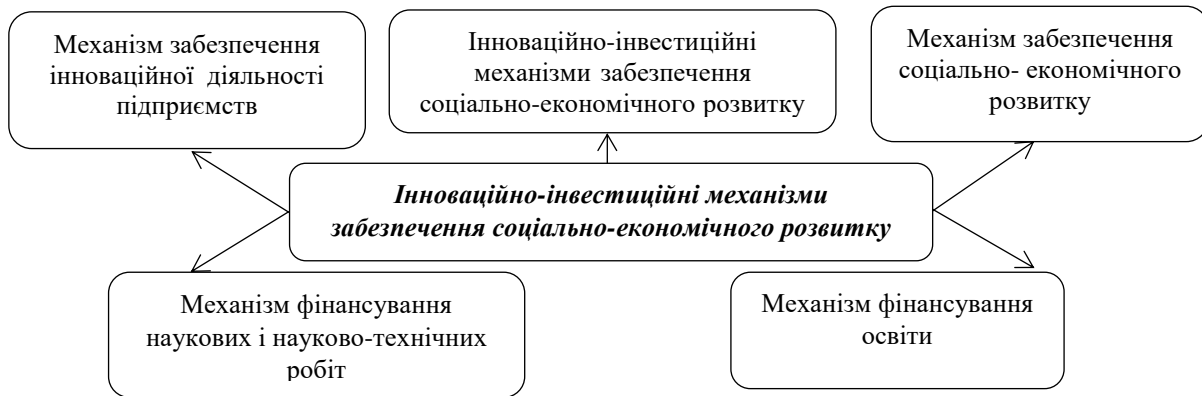 Механізм забезпечення
інноваційної діяльності
підприємств
Інноваційно-інвестиційні
механізми забезпечення
соціально-економічного розвитку
Механізм забезпечення
соціально- економічного
розвитку
Інноваційно-інвестиційні механізми
забезпечення соціально-економічного розвитку
Механізм фінансування
наукових і науково-технічних
робіт
Механізм фінансування
освіти